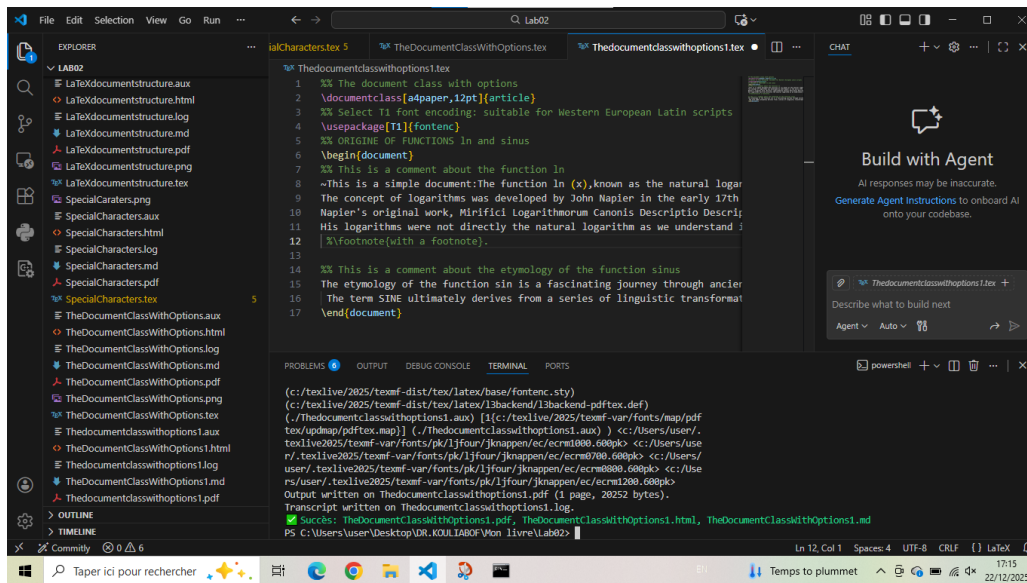 File Edit Selection View Go Run ··· ← → Lab02
EXPLORER ···
LAB02
LaTeXdocumentstructure.aux
LaTeXdocumentstructure.html
LaTeXdocumentstructure.log
LaTeXdocumentstructure.md
LaTeXdocumentstructure.pdf
LaTeXdocumentstructure.png
LaTeXdocumentstructure.tex
SpecialCaraters.png
SpecialCharacters.aux
SpecialCharacters.html
SpecialCharacters.log
SpecialCharacters.md
SpecialCharacters.pdf
SpecialCharacters.tex 5
TheDocumentClassWithOptions.aux
TheDocumentClassWithOptions.html
TheDocumentClassWithOptions.log
TheDocumentClassWithOptions.md
TheDocumentClassWithOptions.pdf
TheDocumentClassWithOptions.png
TheDocumentClassWithOptions.tex
Thedocumentclasswithoptions1.aux
TheDocumentClassWithOptions1.html
Thedocumentclasswithoptions1.log
TheDocumentClassWithOptions1.md
Thedocumentclasswithoptions1.pdf
OUTLINE
TIMELINE
ialCharacters.tex 5 TheDocumentClassWithOptions.tex Thedocumentclasswithoptions1.tex ● ···
Thedocumentclasswithoptions1.tex
1 %% The document class with options
2 \documentclass[a4paper,12pt]{article}
3 %% Select T1 font encoding: suitable for Western European Latin scripts
4 \usepackage[T1]{fontenc}
5 %% ORIGINE OF FUNCTIONS ln and sinus
6 \begin{document}
7 %% This is a comment about the function ln
8 ~This is a simple document:The function ln (x),known as the natural logar
9 The concept of logarithms was developed by John Napier in the early 17th
10 Napier's original work, Mirifici Logarithmorum Canonis Descriptio Descrip
11 His logarithms were not directly the natural logarithm as we understand i
12 %\footnote{with a footnote}.
13
14 %% This is a comment about the etymology of the function sinus
15 The etymology of the function sin is a fascinating journey through ancien
16 The term SINE ultimately derives from a series of linguistic transformat
17 \end{document}
PROBLEMS 6 OUTPUT DEBUG CONSOLE TERMINAL PORTS powershell
(c:/texlive/2025/texmf-dist/tex/latex/base/fontenc.sty)
(c:/texlive/2025/texmf-dist/tex/latex/l3backend/l3backend-pdftex.def)
(./Thedocumentclasswithoptions1.aux) [1{c:/texlive/2025/texmf-var/fonts/map/pdf
tex/updmap/pdftex.map}] (./Thedocumentclasswithoptions1.aux) ) <c:/Users/user/.
texlive2025/texmf-var/fonts/pk/ljfour/jknappen/ec/ecrm1000.600pk> <c:/Users/use
r/.texlive2025/texmf-var/fonts/pk/ljfour/jknappen/ec/ecrm0700.600pk> <c:/Users/
user/.texlive2025/texmf-var/fonts/pk/ljfour/jknappen/ec/ecrm0800.600pk> <c:/Use
rs/user/.texlive2025/texmf-var/fonts/pk/ljfour/jknappen/ec/ecrm1200.600pk>
Output written on Thedocumentclasswithoptions1.pdf (1 page, 20252 bytes).
Transcript written on Thedocumentclasswithoptions1.log.
✅ Succès: TheDocumentClassWithOptions1.pdf, TheDocumentClassWithOptions1.html, TheDocumentClassWithOptions1.md
PS C:\Users\user\Desktop\DR.KOULIABOF\Mon livre\Lab02>
CHAT
Build with Agent
AI responses may be inaccurate.
Generate Agent Instructions to onboard AI
onto your codebase.
Thedocumentclasswithoptions1.tex +
Describe what to build next
Agent Auto
Commitly 0 6 Ln 12, Col 1 Spaces: 4 UTF-8 CRLF {} LaTeX
Taper ici pour rechercher EN Temps to plummet 17:15
22/12/2025